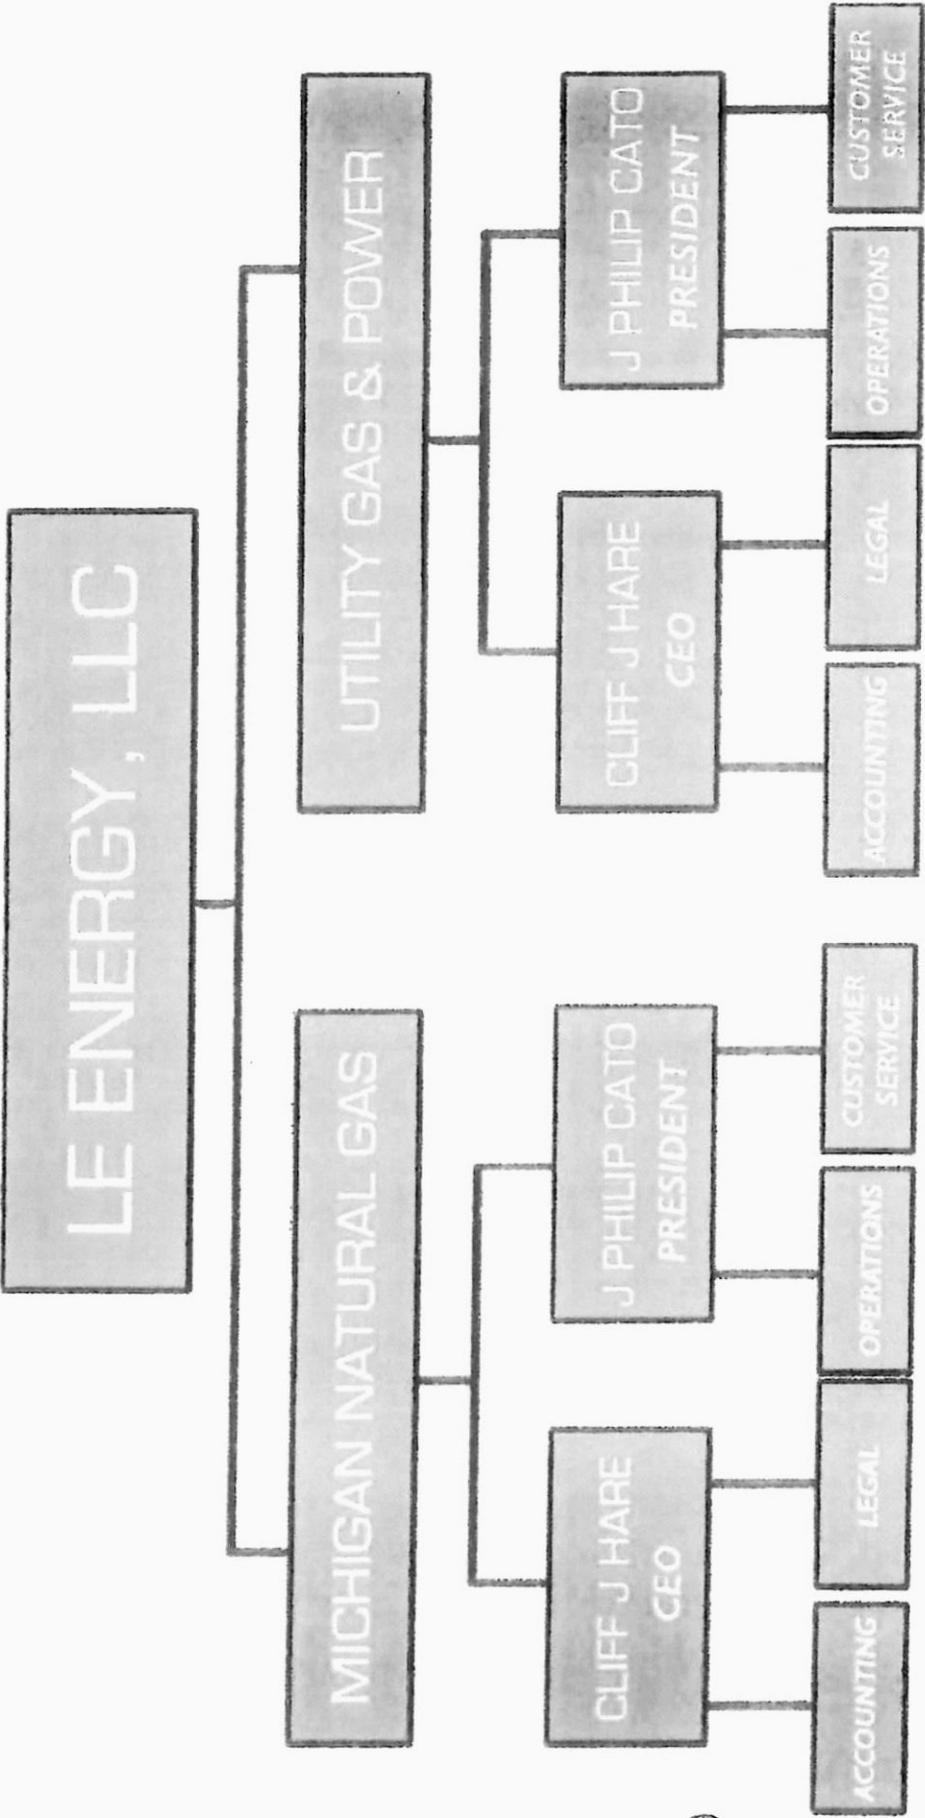 LE ENERGY, LLC
MICHIGAN NATURAL GAS
UTILITY GAS & POWER
CLIFF J HARE
CEO
J PHILIP CATO
PRESIDENT
CLIFF J HARE
CEO
J PHILIP CATO
PRESIDENT
ACCOUNTING
LEGAL
OPERATIONS
CUSTOMER
SERVICE
ACCOUNTING
LEGAL
OPERATIONS
CUSTOMER
SERVICE